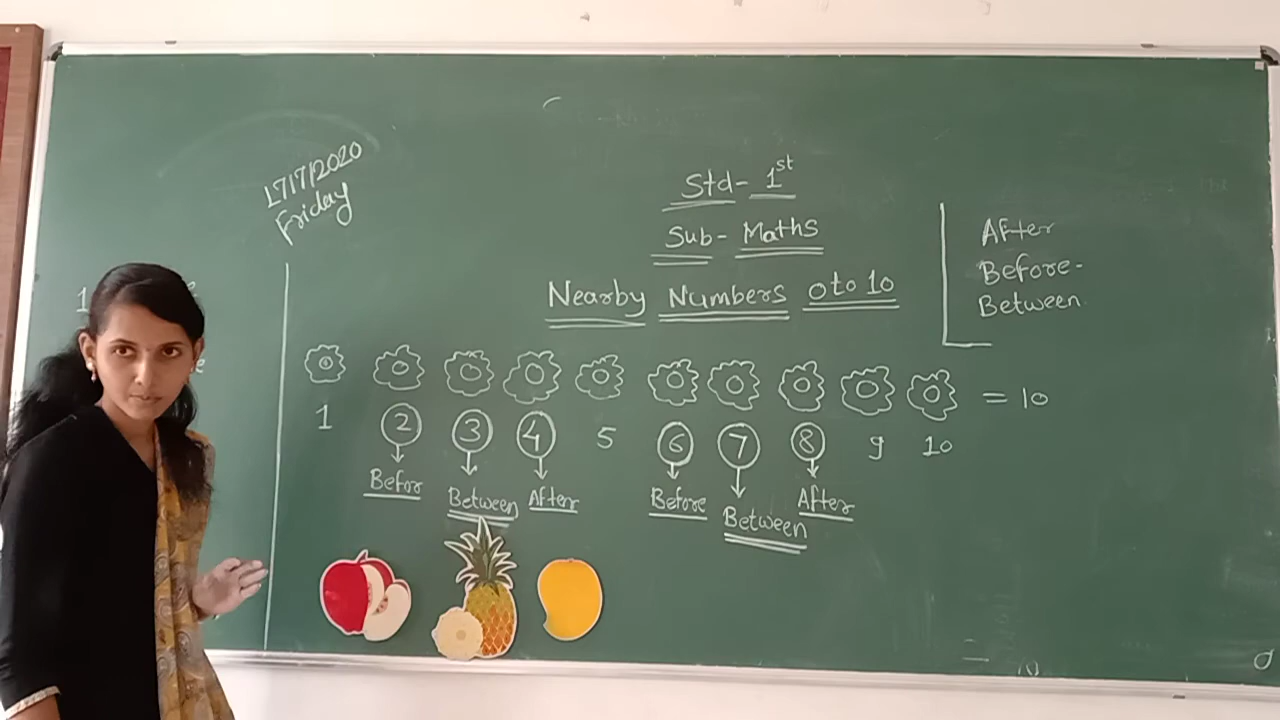 17/7/2020
Friday
Std- 1st
Sub- Maths
Nearby Numbers 0 to 10
After
Before-
Between
= 10
1 2 3 4 5 6 7 8 9 10
Befor Between After Before Between After